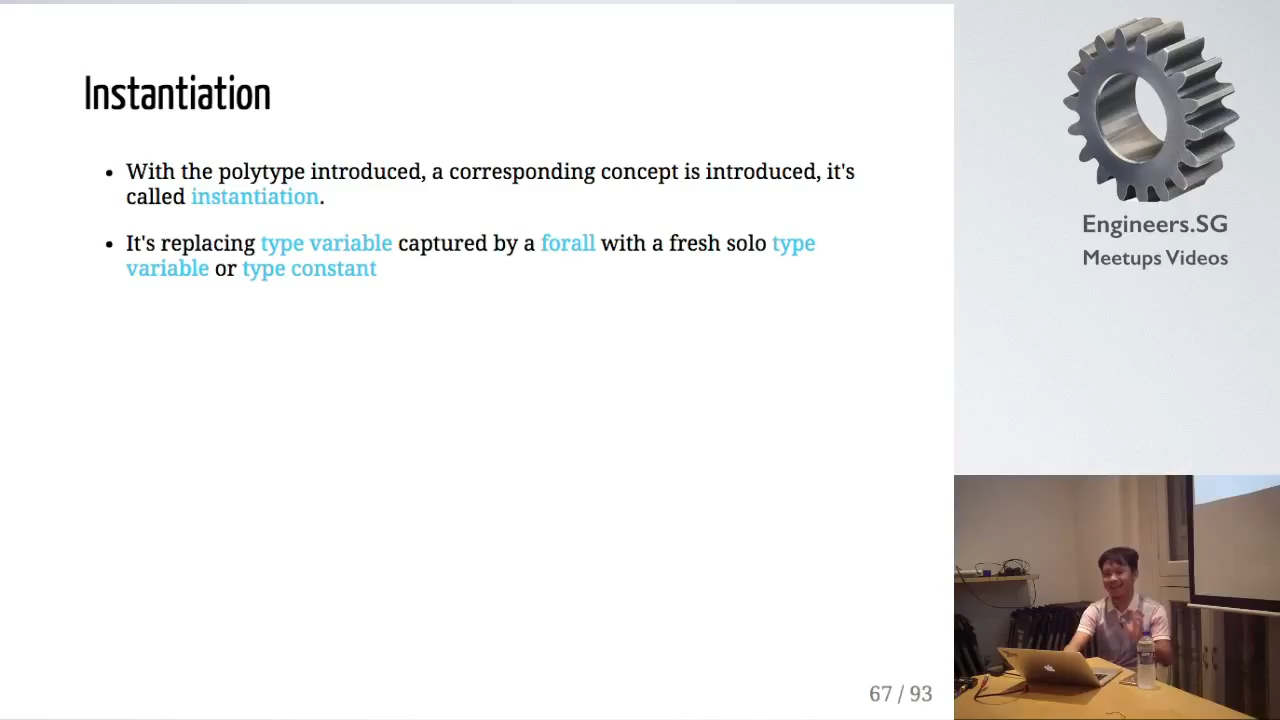 Instantiation
With the polytype introduced, a corresponding concept is introduced, it's
called instantiation.
It's replacing type variable captured by a forall with a fresh solo type
variable or type constant
67 / 93
Engineers.SG
Meetups Videos